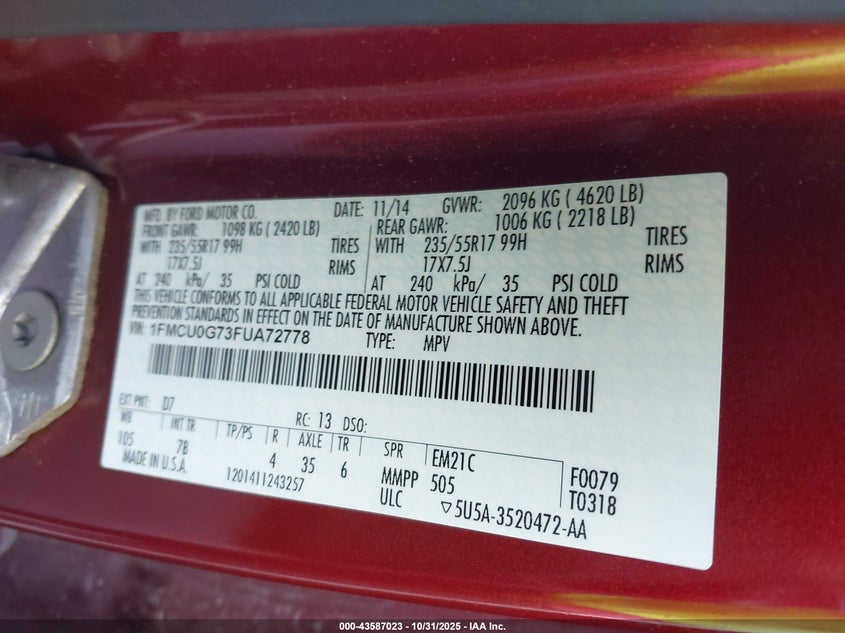 MFD. BY FORD MOTOR CO. DATE: 11/14 GVWR: 2096 KG ( 4620 LB)
FRONT GAWR: 1098 KG ( 2420 LB) REAR GAWR: 1006 KG ( 2218 LB)
WITH 235/55R17 99H TIRES WITH 235/55R17 99H TIRES
17X7.5J RIMS 17X7.5J RIMS
AT 240 kPa/ 35 PSI COLD AT 240 kPa/ 35 PSI COLD
THIS VEHICLE CONFORMS TO ALL APPLICABLE FEDERAL MOTOR VEHICLE SAFETY AND THEFT
PREVENTION STANDARDS IN EFFECT ON THE DATE OF MANUFACTURE SHOWN ABOVE.
VIN: 1FMCU0G73FUA72778 TYPE: MPV
EXT PNT: D7 RC: 13 DSO:
WB INT TR TP/PS R AXLE TR SPR EM21C F0079
105 7B 4 35 6 MMPP 505 T0318
MADE IN U.S.A. 1201411243257 ULC ▽5U5A-3520472-AA
000-43587023 - 10/31/2025 - IAA Inc.